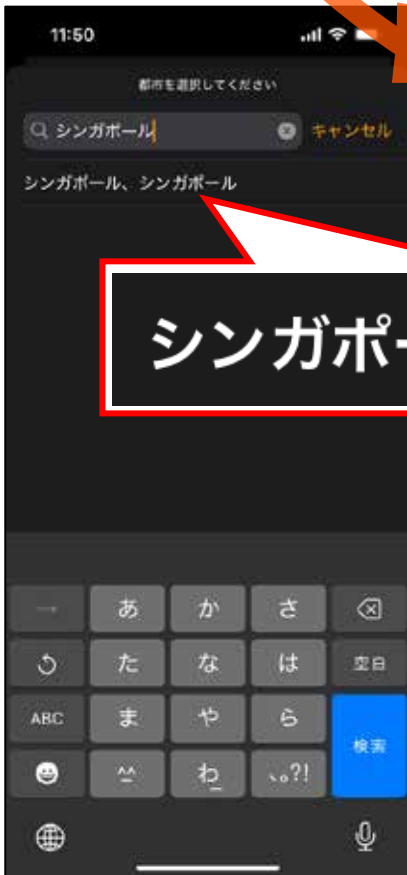 11:50
都市を選択してください
シンガポール
キャンセル
シンガポール、シンガポール
シンガポー
あ か さ
た な は 空白
ABC ま や ら
検索
^^ わ_ 、。?!